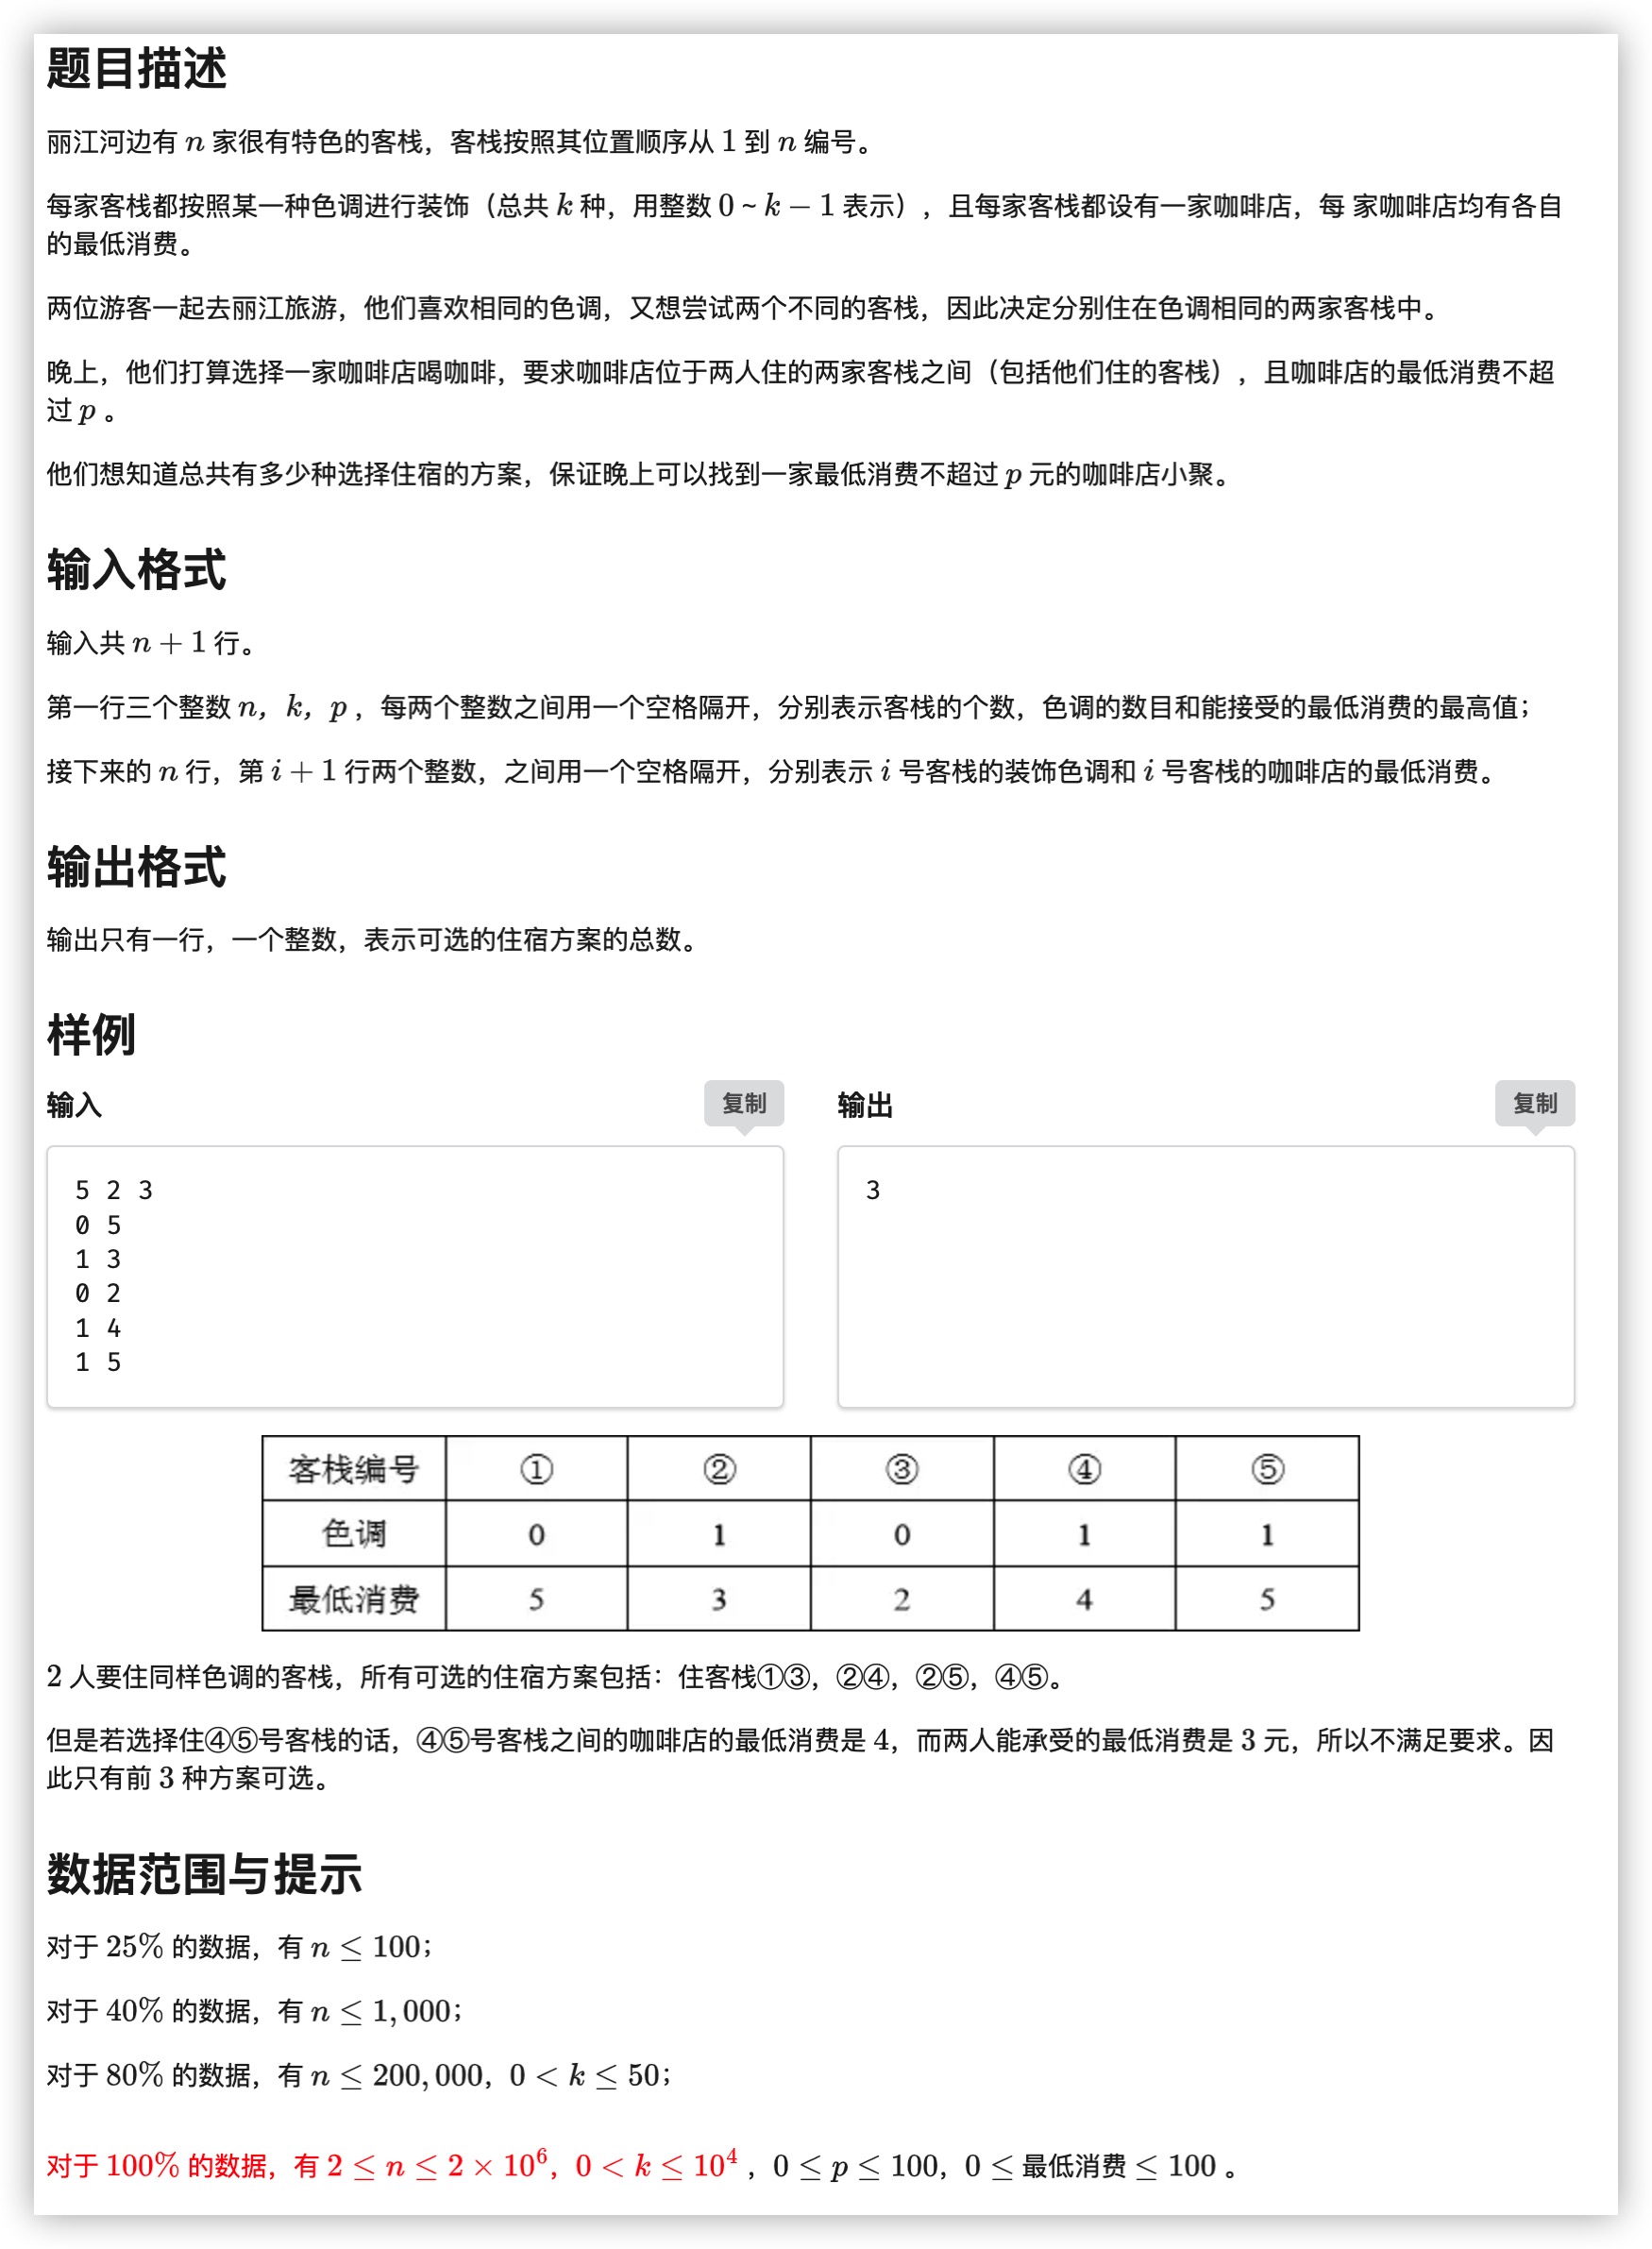 题目描述
丽江河边有 n 家很有特色的客栈，客栈按照其位置顺序从 1 到 n 编号。
每家客栈都按照某一种色调进行装饰（总共 k 种，用整数 0 ~ k − 1 表示），且每家客栈都设有一家咖啡店，每 家咖啡店均有各自
的最低消费。
两位游客一起去丽江旅游，他们喜欢相同的色调，又想尝试两个不同的客栈，因此决定分别住在色调相同的两家客栈中。
晚上，他们打算选择一家咖啡店喝咖啡，要求咖啡店位于两人住的两家客栈之间（包括他们住的客栈），且咖啡店的最低消费不超
过 p 。
他们想知道总共有多少种选择住宿的方案，保证晚上可以找到一家最低消费不超过 p 元的咖啡店小聚。
输入格式
输入共 n + 1 行。
第一行三个整数 n，k，p ，每两个整数之间用一个空格隔开，分别表示客栈的个数，色调的数目和能接受的最低消费的最高值；
接下来的 n 行，第 i + 1 行两个整数，之间用一个空格隔开，分别表示 i 号客栈的装饰色调和 i 号客栈的咖啡店的最低消费。
输出格式
输出只有一行，一个整数，表示可选的住宿方案的总数。
样例
输入 复制
5 2 3
0 5
1 3
0 2
1 4
1 5
输出 复制
3
客栈编号 ① ② ③ ④ ⑤
色调 0 1 0 1 1
最低消费 5 3 2 4 5
2 人要住同样色调的客栈，所有可选的住宿方案包括：住客栈①③，②④，②⑤，④⑤。
但是若选择住④⑤号客栈的话，④⑤号客栈之间的咖啡店的最低消费是 4，而两人能承受的最低消费是 3 元，所以不满足要求。因
此只有前 3 种方案可选。
数据范围与提示
对于 25% 的数据，有 n ≤ 100；
对于 40% 的数据，有 n ≤ 1,000；
对于 80% 的数据，有 n ≤ 200,000，0 < k ≤ 50；
对于 100% 的数据，有 2 ≤ n ≤ 2 × 10⁶，0 < k ≤ 10⁴ ，0 ≤ p ≤ 100，0 ≤ 最低消费 ≤ 100 。